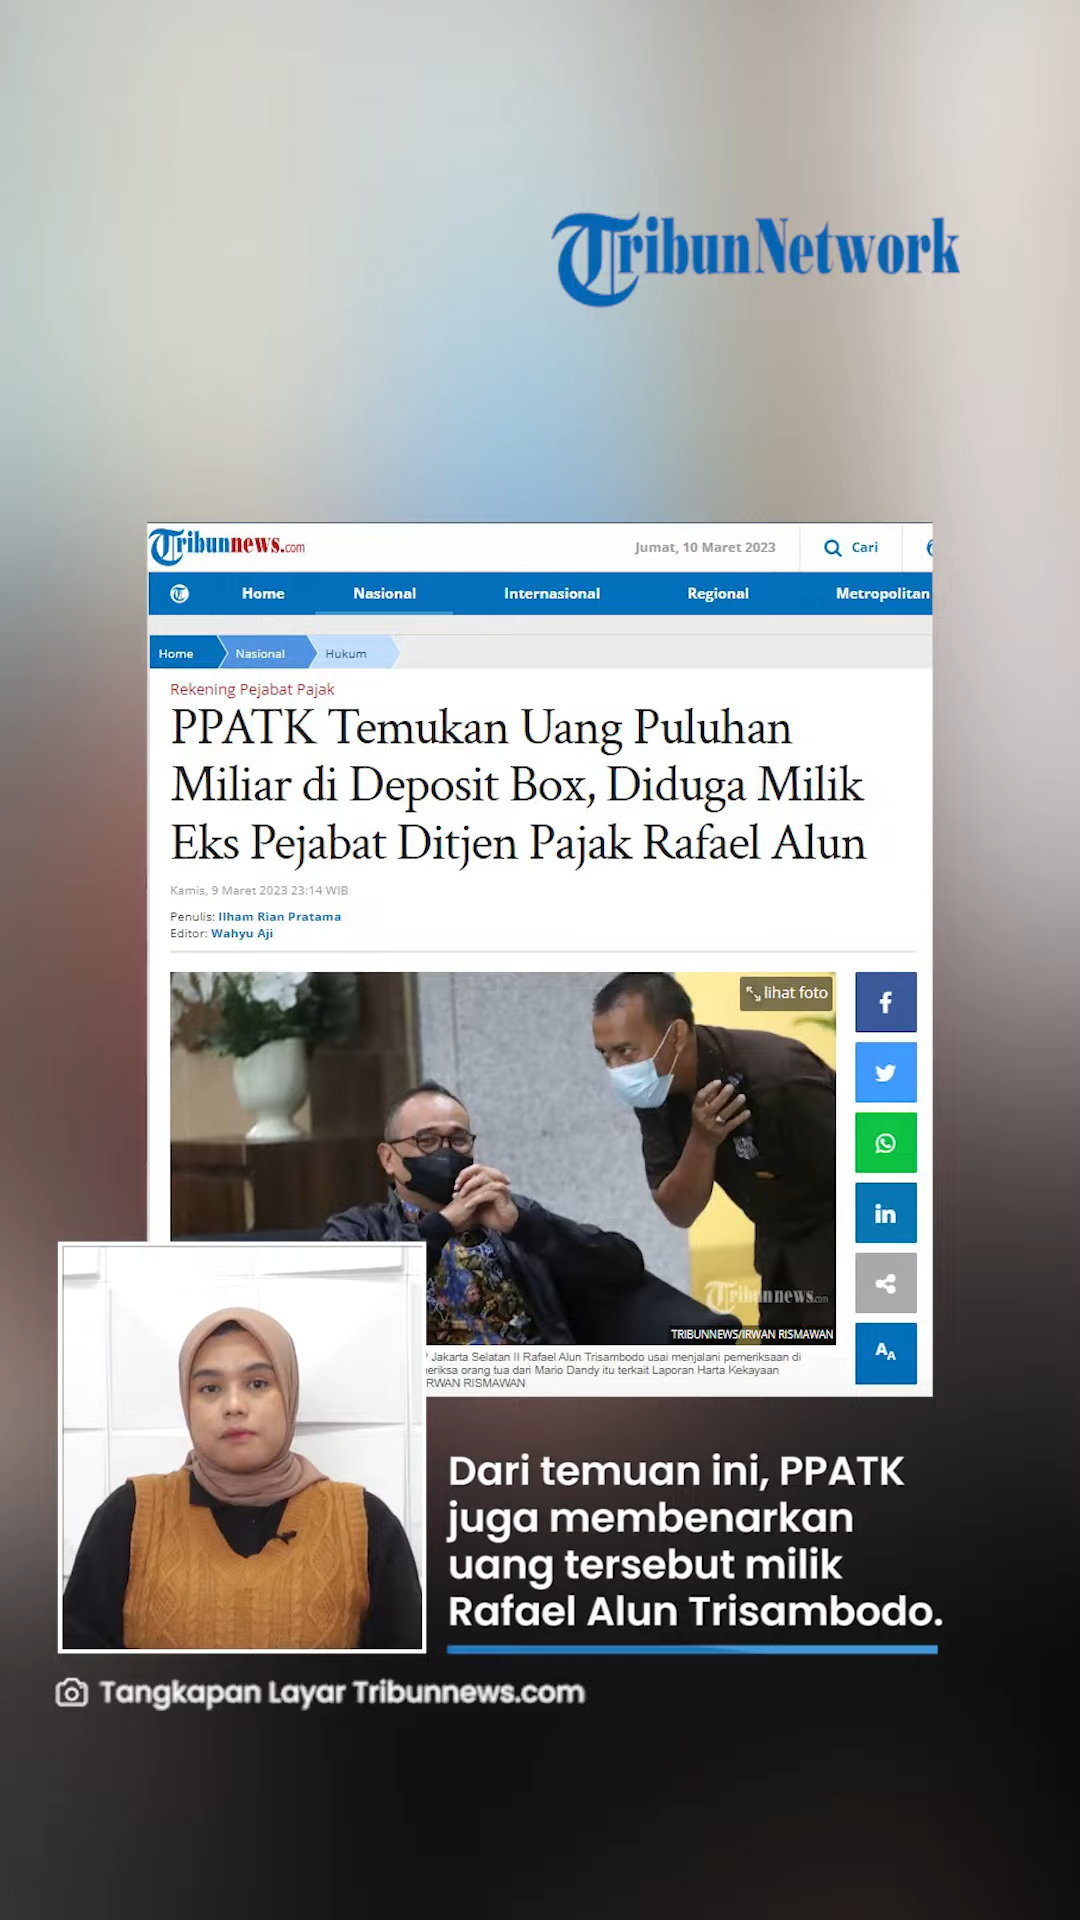 TribunNetwork
Tribunnews.com
Jumat, 10 Maret 2023
Cari
Home
Nasional
Internasional
Regional
Metropolitan
Home
Nasional
Hukum
Rekening Pejabat Pajak
PPATK Temukan Uang Puluhan
Miliar di Deposit Box, Diduga Milik
Eks Pejabat Ditjen Pajak Rafael Alun
Kamis, 9 Maret 2023 23:14 WIB
Penulis: Ilham Rian Pratama
Editor: Wahyu Aji
lihat foto
Tribunnews.com
TRIBUNNEWS/IRWAN RISMAWAN
Jakarta Selatan II Rafael Alun Trisambodo usai menjalani pemeriksaan di
orang tua dari Mario Dandy itu terkait Laporan Harta Kekayaan
RISMAWAN
Dari temuan ini, PPATK
juga membenarkan
uang tersebut milik
Rafael Alun Trisambodo.
Tangkapan Layar Tribunnews.com